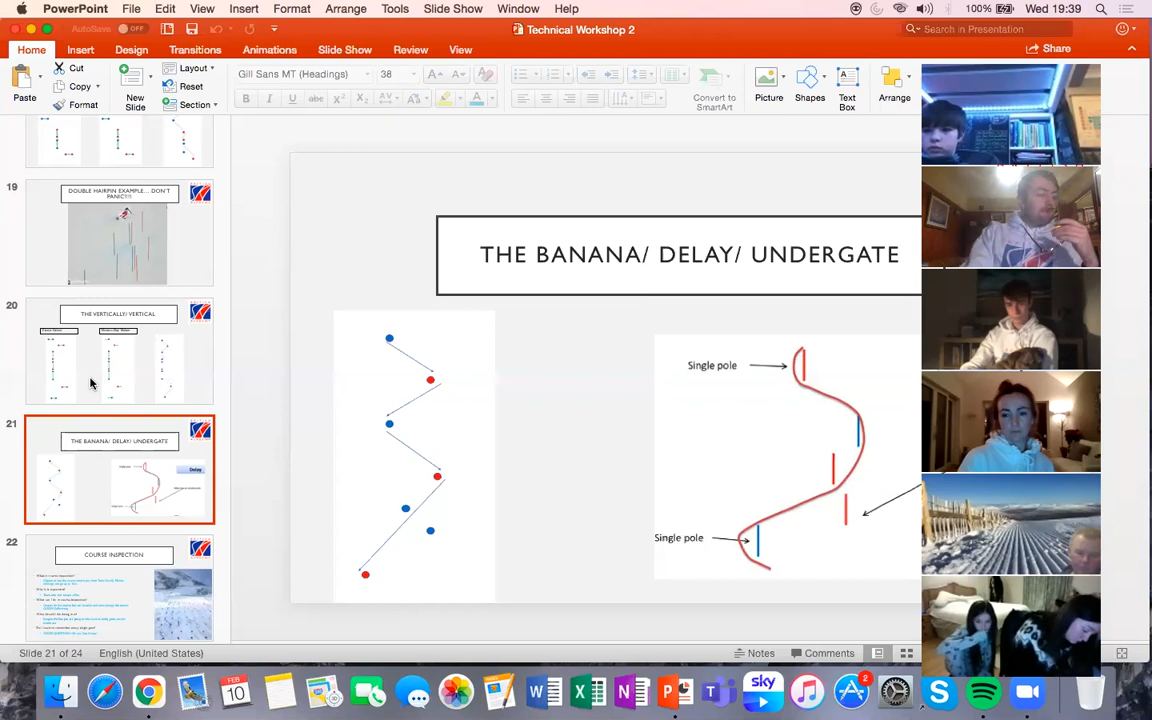 PowerPoint File Edit View Insert Format Arrange Tools Slide Show Window Help 100% Wed 19:39
AutoSave OFF Technical Workshop 2 Search in Presentation
Home Insert Design Transitions Animations Slide Show Review View Share
Paste Cut Copy Format New Slide Layout Reset Section
Gill Sans MT (Headings) 38
Convert to SmartArt Picture Shapes Text Box Arrange
19
DOUBLE HAIRPIN EXAMPLE... DON'T
PANIC!!!
20
THE VERTICALLY/ VERTICAL
21
THE BANANA/ DELAY/ UNDERGATE
Delay
22
COURSE INSPECTION
THE BANANA/ DELAY/ UNDERGATE
Single pole
Single pole
Slide 21 of 24 English (United States) Notes Comments
FEB
10
2
sky
Play